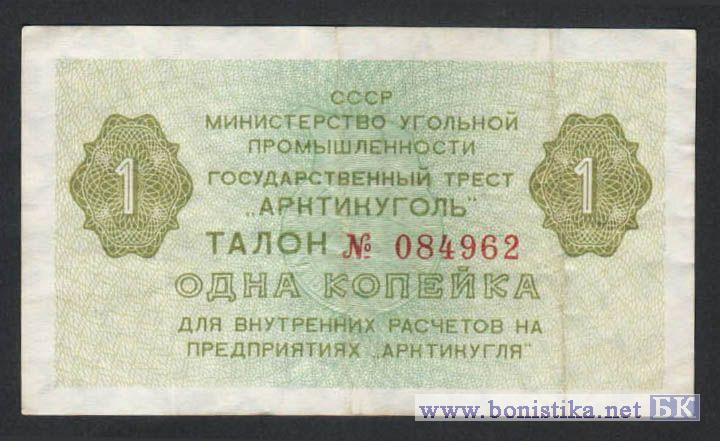 СССР
МИНИСТЕРСТВО УГОЛЬНОЙ
ПРОМЫШЛЕННОСТИ
ГОСУДАРСТВЕННЫЙ ТРЕСТ
„АРКТИКУГОЛЬ"
1
1
ТАЛОН № 084962
ОДНА КОПЕЙКА
ДЛЯ ВНУТРЕННИХ РАСЧЕТОВ НА
ПРЕДПРИЯТИЯХ „АРКТИКУГЛЯ"
www.bonistika.net БК